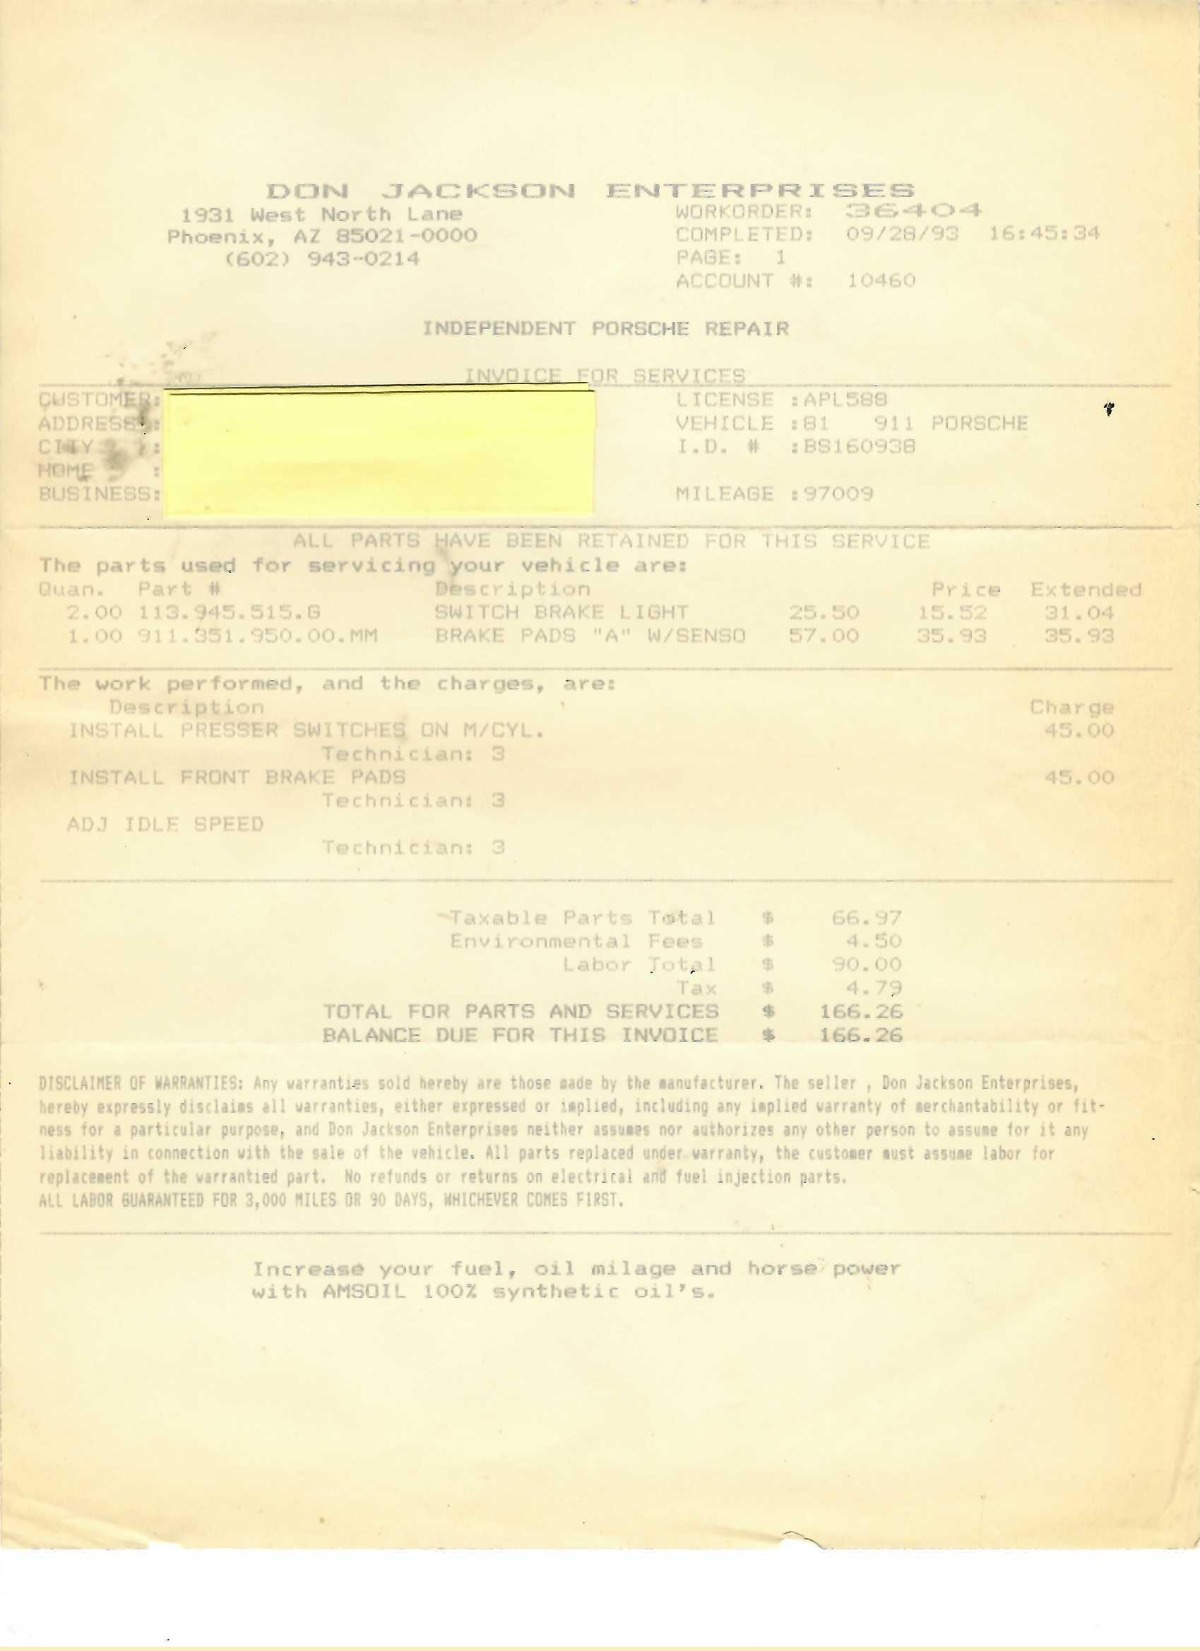 DON JACKSON ENTERPRISES
1931 West North Lane
Phoenix, AZ 85021-0000
(602) 943-0214
WORKORDER: 36404
COMPLETED: 09/28/93 16:45:34
PAGE: 1
ACCOUNT #: 10460
INDEPENDENT PORSCHE REPAIR
INVOICE FOR SERVICES
CUSTOMER:
ADDRESS :
CITY :
HOME :
BUSINESS:
LICENSE :APL588
VEHICLE :81 911 PORSCHE
I.D. # :BS160938
MILEAGE :97009
ALL PARTS HAVE BEEN RETAINED FOR THIS SERVICE
The parts used for servicing your vehicle are:
Quan. Part # Description Price Extended
2.00 113.945.515.G SWITCH BRAKE LIGHT 25.50 15.52 31.04
1.00 911.351.950.00.MM BRAKE PADS "A" W/SENSO 57.00 35.93 35.93
The work performed, and the charges, are:
Description Charge
INSTALL PRESSER SWITCHES ON M/CYL. 45.00
Technician: 3
INSTALL FRONT BRAKE PADS 45.00
Technician: 3
ADJ IDLE SPEED
Technician: 3
Taxable Parts Total $ 66.97
Environmental Fees $ 4.50
Labor Total $ 90.00
Tax $ 4.79
TOTAL FOR PARTS AND SERVICES $ 166.26
BALANCE DUE FOR THIS INVOICE $ 166.26
DISCLAIMER OF WARRANTIES: Any warranties sold hereby are those made by the manufacturer. The seller , Don Jackson Enterprises,
hereby expressly disclaims all warranties, either expressed or implied, including any implied warranty of merchantability or fit-
ness for a particular purpose, and Don Jackson Enterprises neither assumes nor authorizes any other person to assume for it any
liability in connection with the sale of the vehicle. All parts replaced under warranty, the customer must assume labor for
replacement of the warrantied part. No refunds or returns on electrical and fuel injection parts.
ALL LABOR GUARANTEED FOR 3,000 MILES OR 90 DAYS, WHICHEVER COMES FIRST.
Increase your fuel, oil milage and horse power
with AMSOIL 100% synthetic oil's.